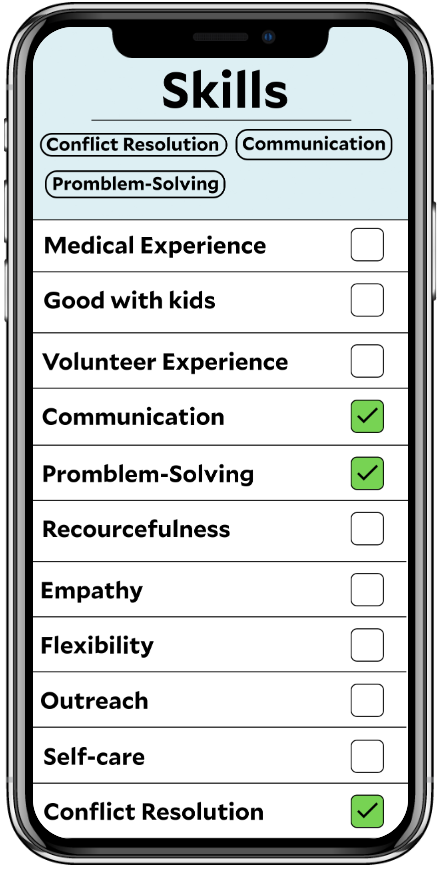 Skills
Conflict Resolution Communication
Promblem-Solving
Medical Experience
Good with kids
Volunteer Experience
Communication
Promblem-Solving
Recourcefulness
Empathy
Flexibility
Outreach
Self-care
Conflict Resolution